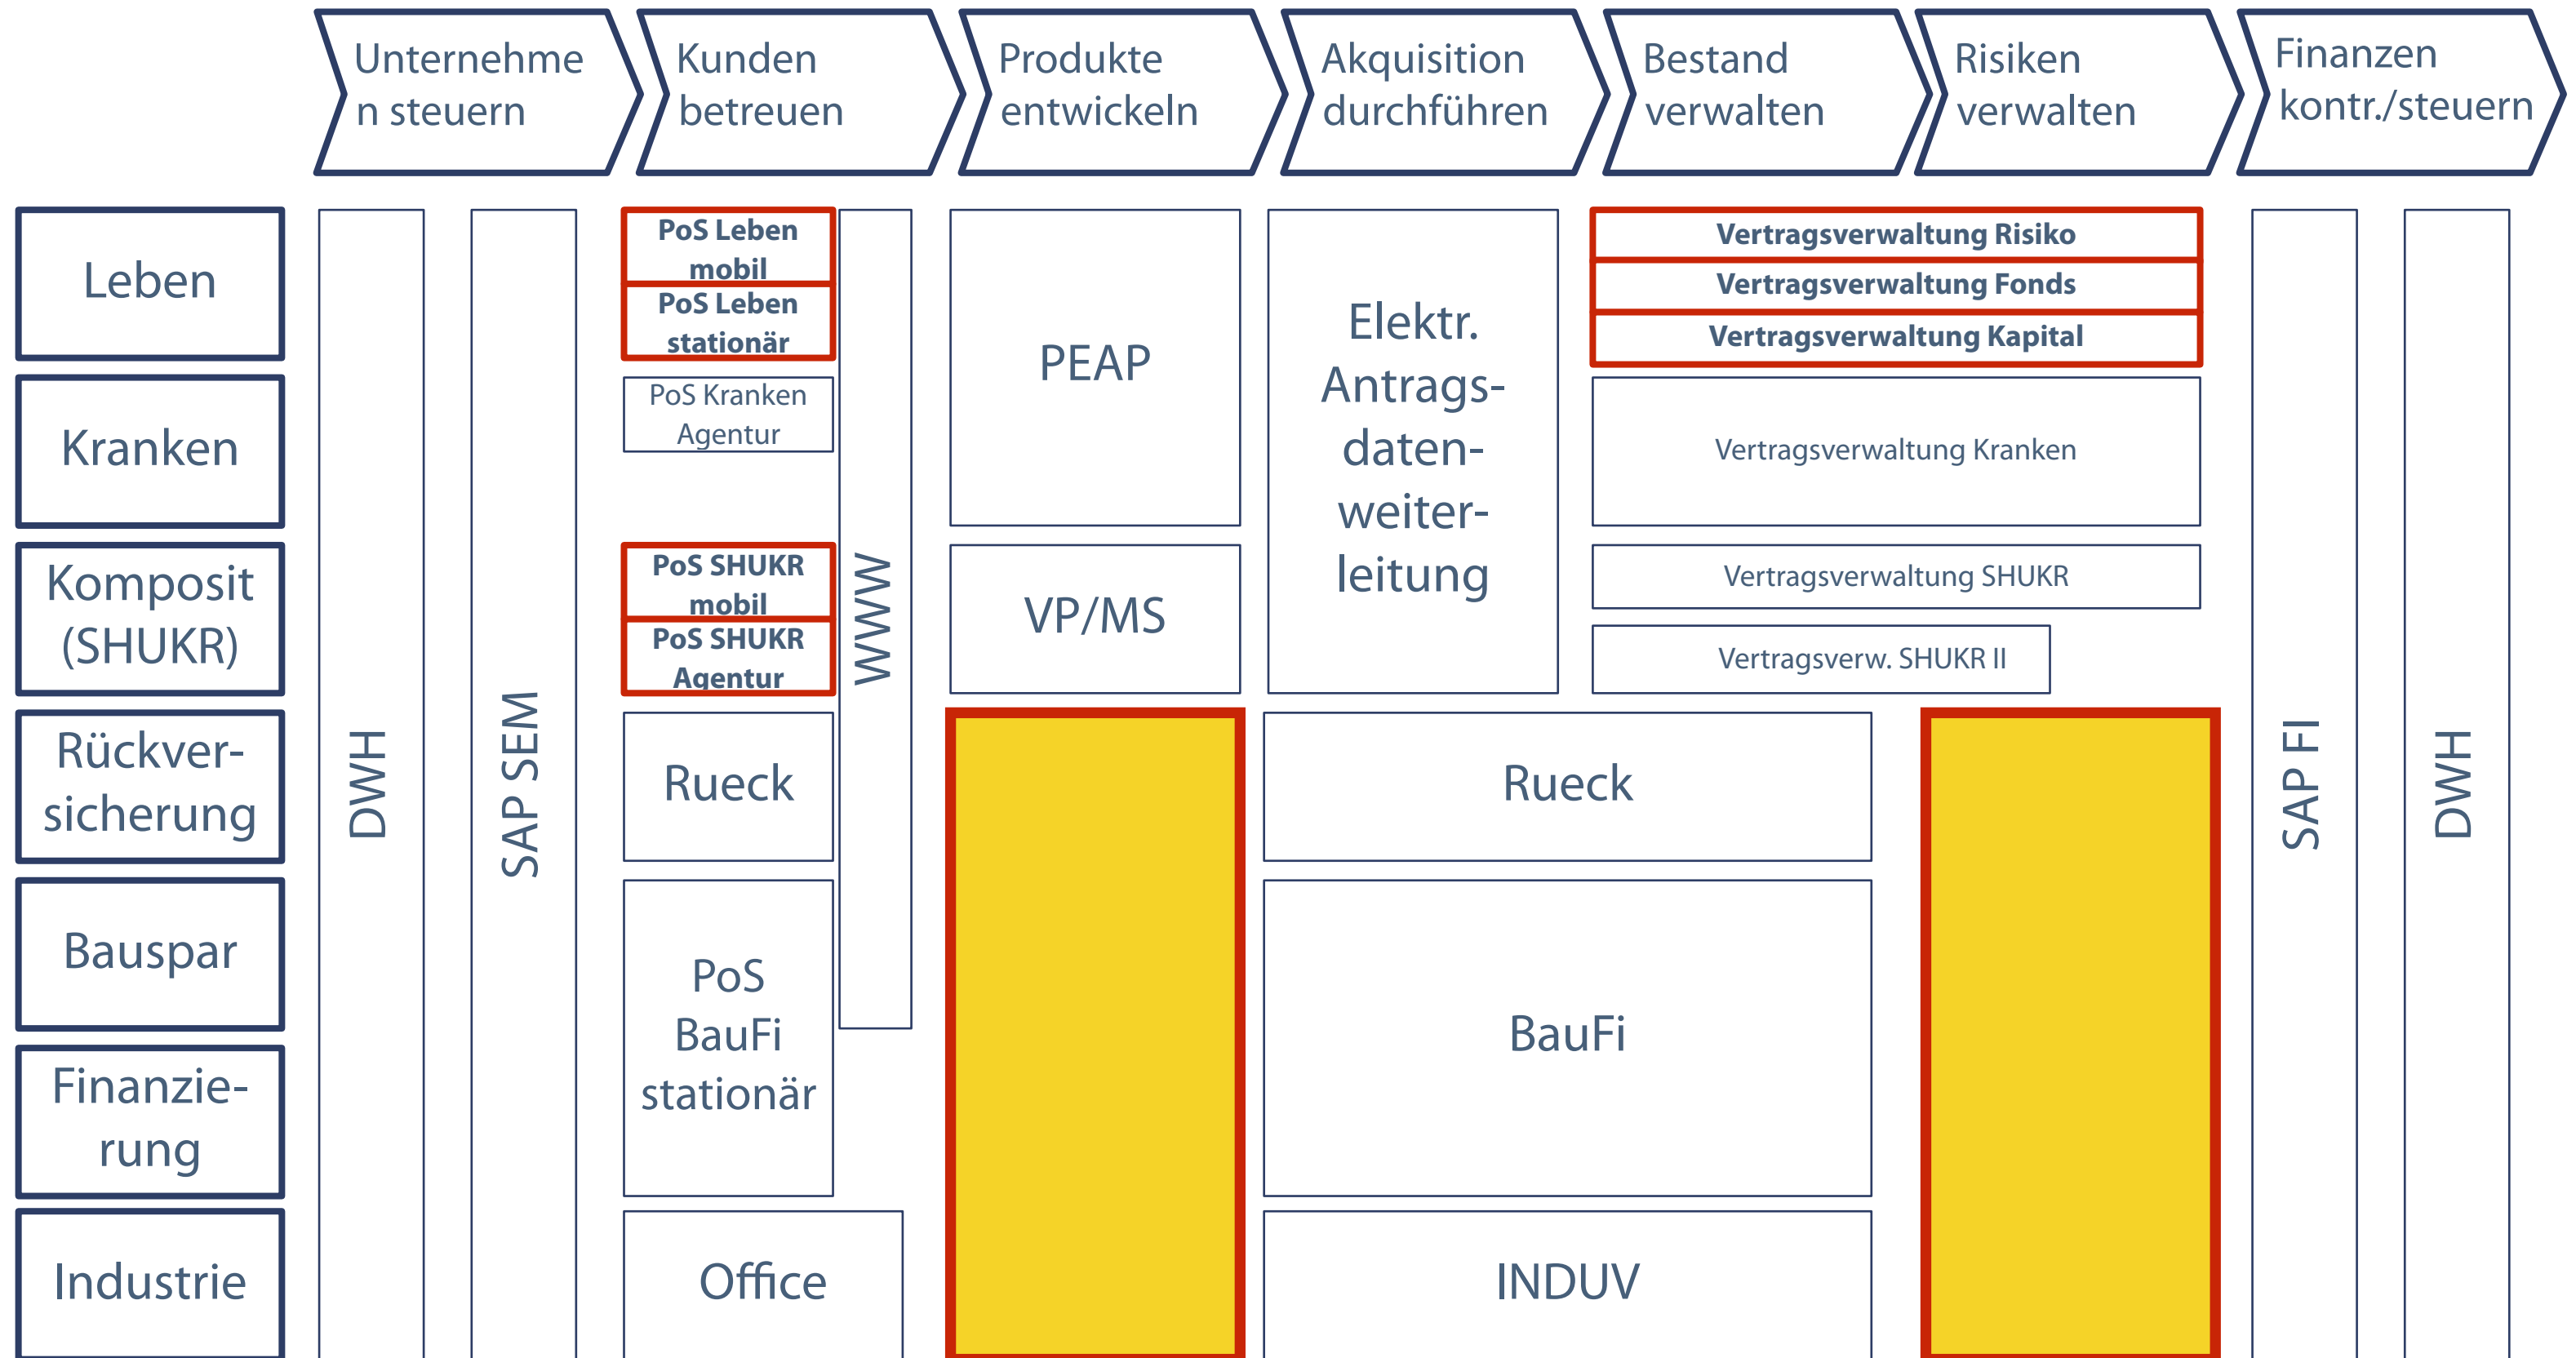 Unternehme
n steuern
Kunden
betreuen
Produkte
entwickeln
Akquisition
durchführen
Bestand
verwalten
Risiken
verwalten
Finanzen
kontr./steuern
Leben
Kranken
Komposit
(SHUKR)
Rückver-
sicherung
Bauspar
Finanzie-
rung
Industrie
DWH
SAP SEM
PoS Leben
mobil
PoS Leben
stationär
PoS Kranken
Agentur
PoS SHUKR
mobil
PoS SHUKR
Agentur
Rueck
PoS
BauFi
stationär
Office
WWW
PEAP
VP/MS
Elektr.
Antrags-
daten-
weiter-
leitung
Rueck
BauFi
INDUV
Vertragsverwaltung Risiko
Vertragsverwaltung Fonds
Vertragsverwaltung Kapital
Vertragsverwaltung Kranken
Vertragsverwaltung SHUKR
Vertragsverw. SHUKR II
SAP FI
DWH